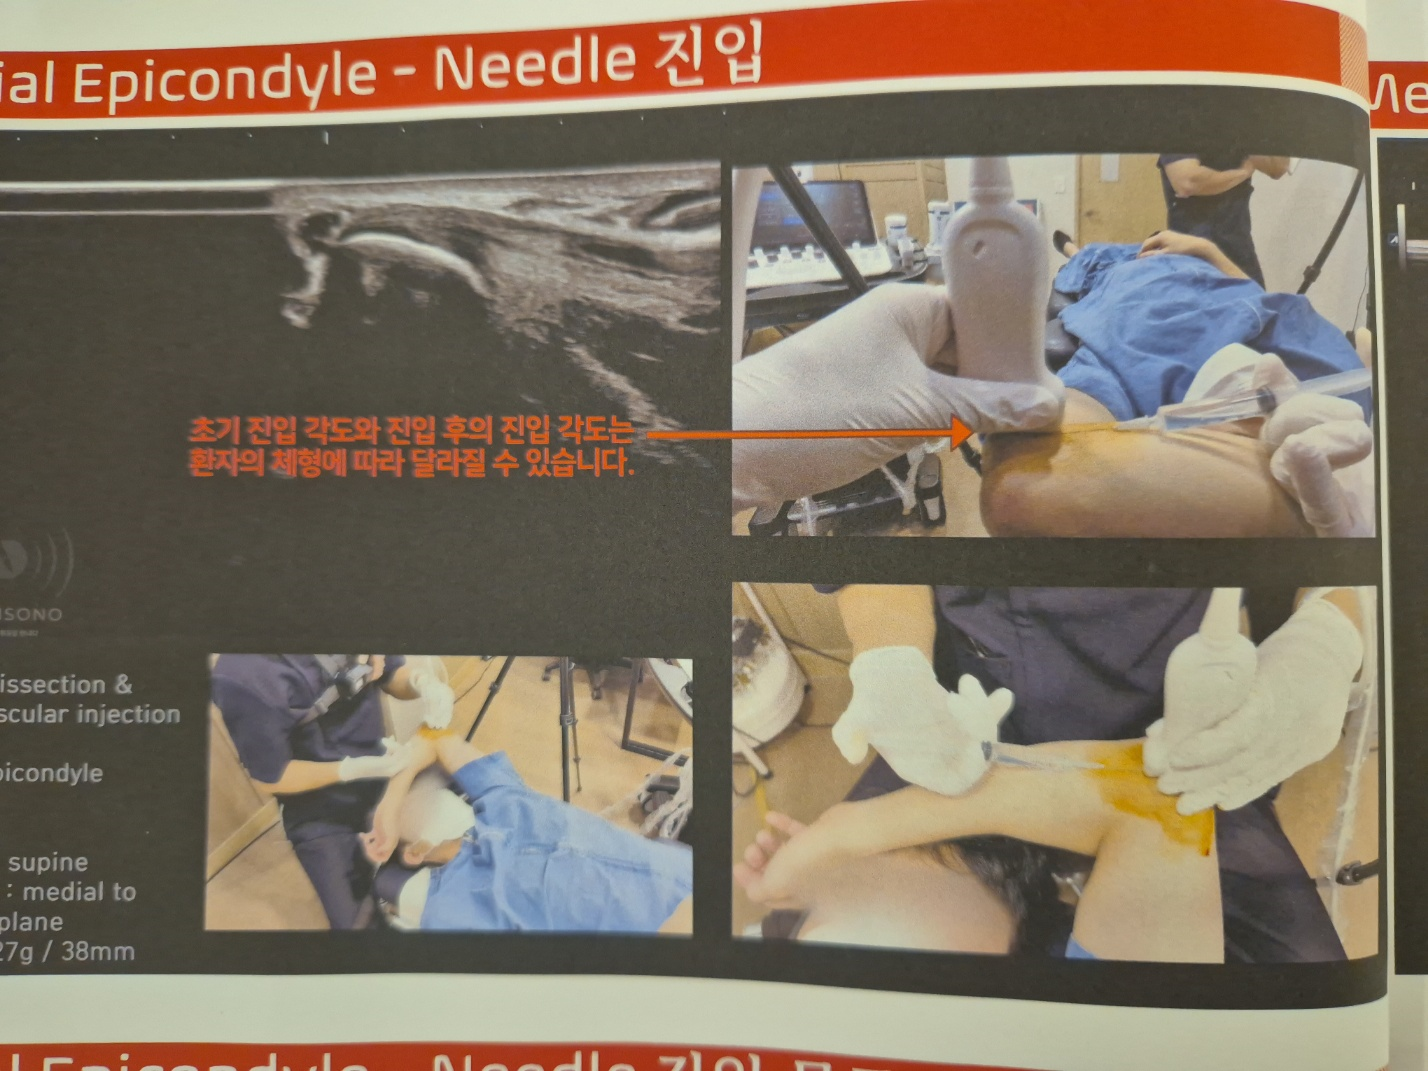 ial Epicondyle - Needle 진입
Me
초기 진입 각도와 진입 후의 진입 각도는
환자의 체형에 따라 달라질 수 있습니다.
ISONO
issection &
scular injection
picondyle
supine
: medial to
plane
27g / 38mm
l Epicondyle - Needle 진입